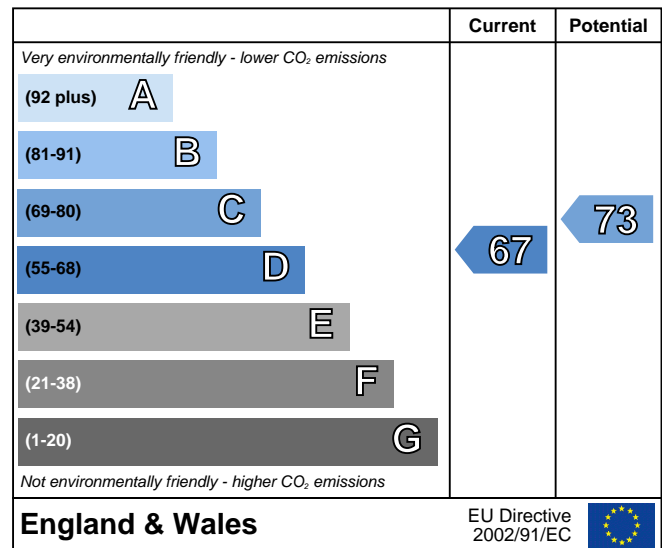 Current Potential
Very environmentally friendly - lower CO₂ emissions
(92 plus) A
(81-91) B
(69-80) C
73
67
(55-68) D
(39-54) E
(21-38) F
(1-20) G
Not environmentally friendly - higher CO₂ emissions
England & Wales
EU Directive
2002/91/EC